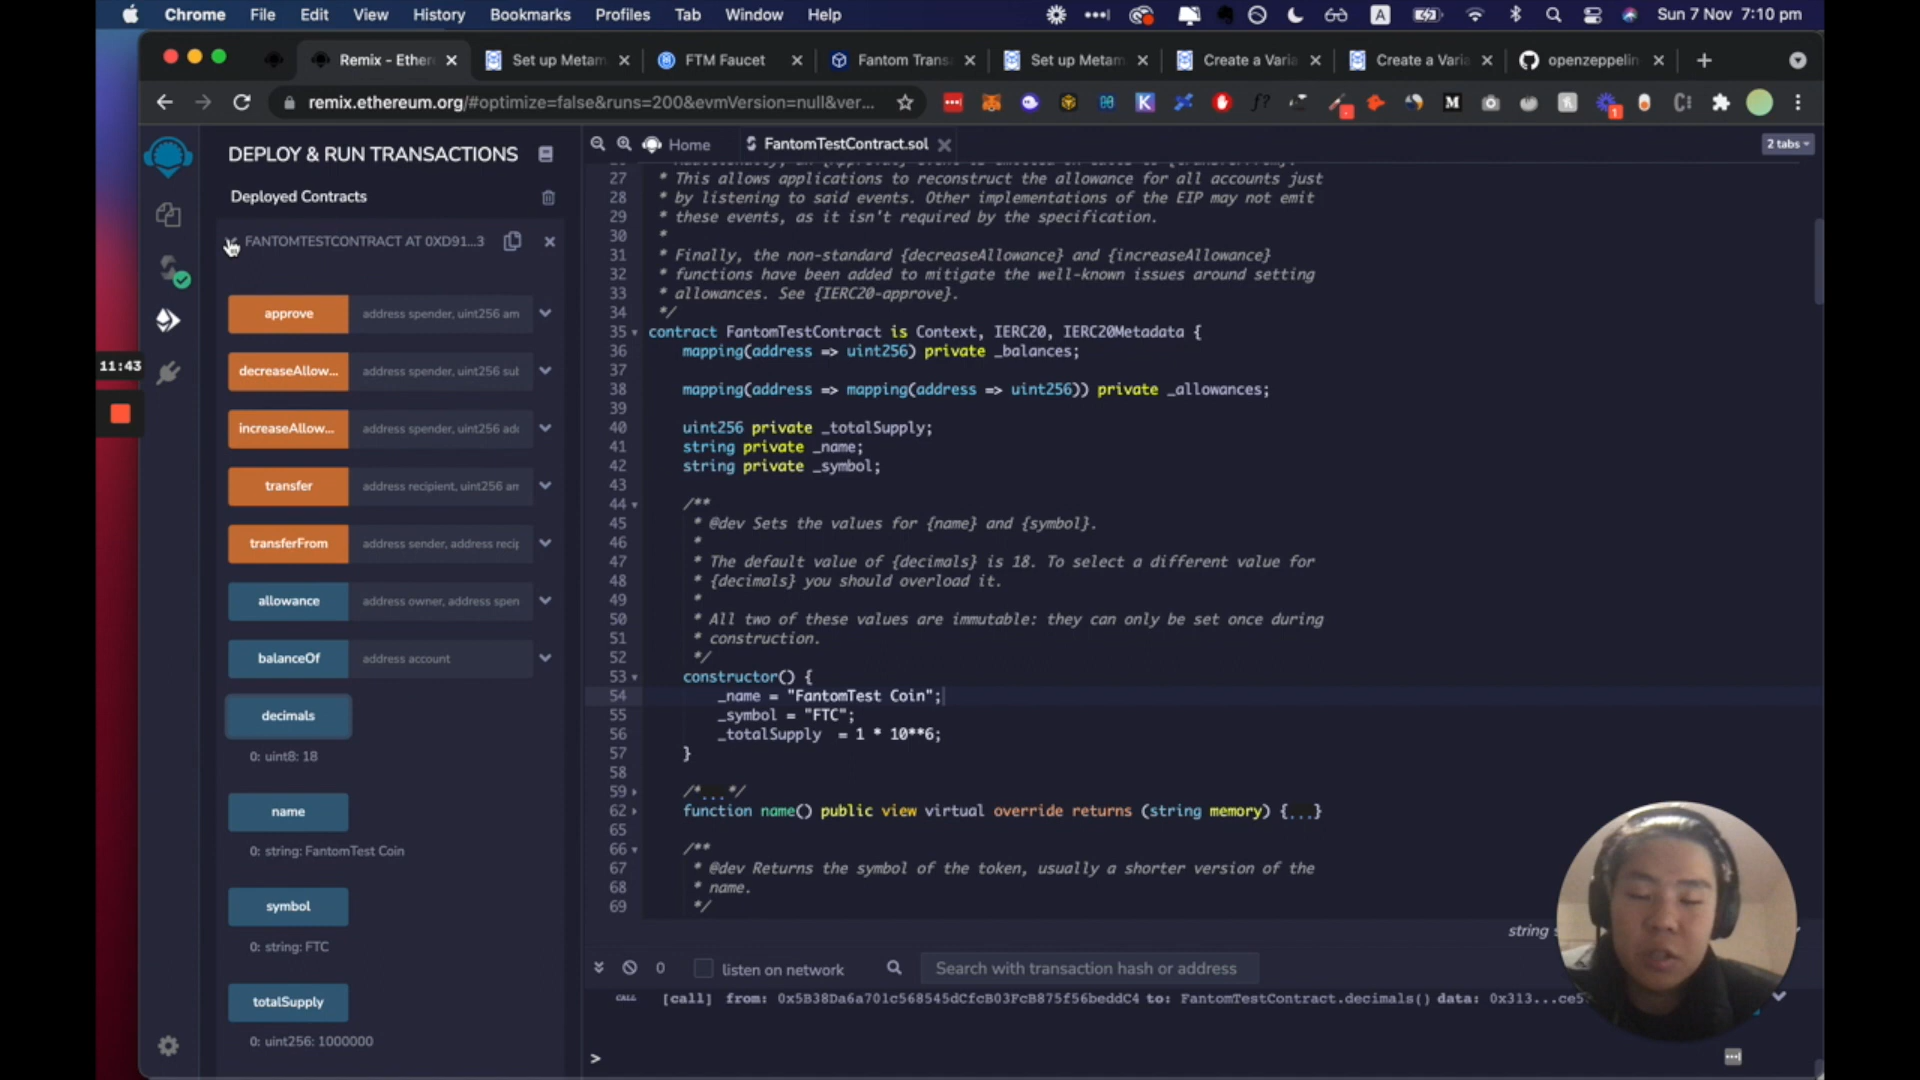 Chrome File Edit View History Bookmarks Profiles Tab Window Help
A
Sun 7 Nov 7:10 pm
Remix - Ether
Set up Metam
FTM Faucet
Fantom Trans
Set up Metam
Create a Varia
Create a Varia
openzeppelin
remix.ethereum.org/#optimize=false&runs=200&evmVersion=null&ver...
DEPLOY & RUN TRANSACTIONS
Home
FantomTestContract.sol
2 tabs
Deployed Contracts
FANTOMTESTCONTRACT AT 0XD91...3
approve address spender, uint256 am
decreaseAllow... address spender, uint256 sul
increaseAllow... address spender, uint256 adc
transfer address recipient, uint256 am
transferFrom address sender, address recip
allowance address owner, address spen
balanceOf address account
decimals
0: uint8: 18
name
0: string: FantomTest Coin
symbol
0: string: FTC
totalSupply
0: uint256: 1000000
11:43
27 * This allows applications to reconstruct the allowance for all accounts just
28 * by listening to said events. Other implementations of the EIP may not emit
29 * these events, as it isn't required by the specification.
30 *
31 * Finally, the non-standard {decreaseAllowance} and {increaseAllowance}
32 * functions have been added to mitigate the well-known issues around setting
33 * allowances. See {IERC20-approve}.
34 */
35 contract FantomTestContract is Context, IERC20, IERC20Metadata {
36 mapping(address => uint256) private _balances;
37
38 mapping(address => mapping(address => uint256)) private _allowances;
39
40 uint256 private _totalSupply;
41 string private _name;
42 string private _symbol;
43
44 /**
45 * @dev Sets the values for {name} and {symbol}.
46 *
47 * The default value of {decimals} is 18. To select a different value for
48 * {decimals} you should overload it.
49 *
50 * All two of these values are immutable: they can only be set once during
51 * construction.
52 */
53 constructor() {
54 _name = "FantomTest Coin";
55 _symbol = "FTC";
56 _totalSupply = 1 * 10**6;
57 }
58
59 /*...*/
62 function name() public view virtual override returns (string memory) {...}
65
66 /**
67 * @dev Returns the symbol of the token, usually a shorter version of the
68 * name.
69 */
string
0 listen on network Search with transaction hash or address
CALL [call] from: 0x5B38Da6a701c568545dCfcB03FcB875f56beddC4 to: FantomTestContract.decimals() data: 0x313...ce5
>